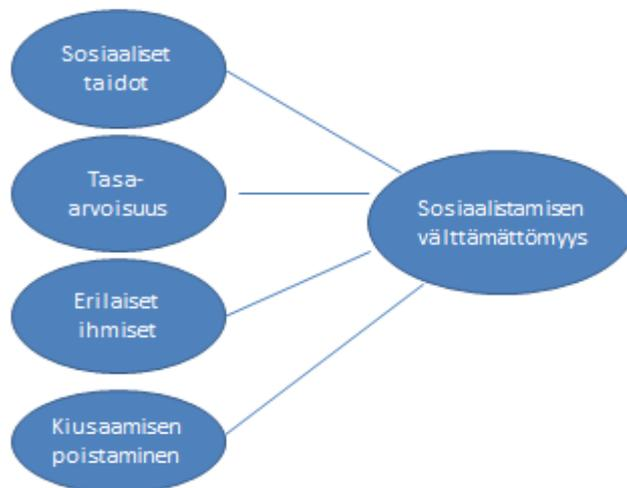 Sosiaaliset
taidot
Tasa-
arvoisuus
Sosiaalistamisen
välttämättömyys
Erilaiset
ihmiset
Kiusaamisen
poistaminen